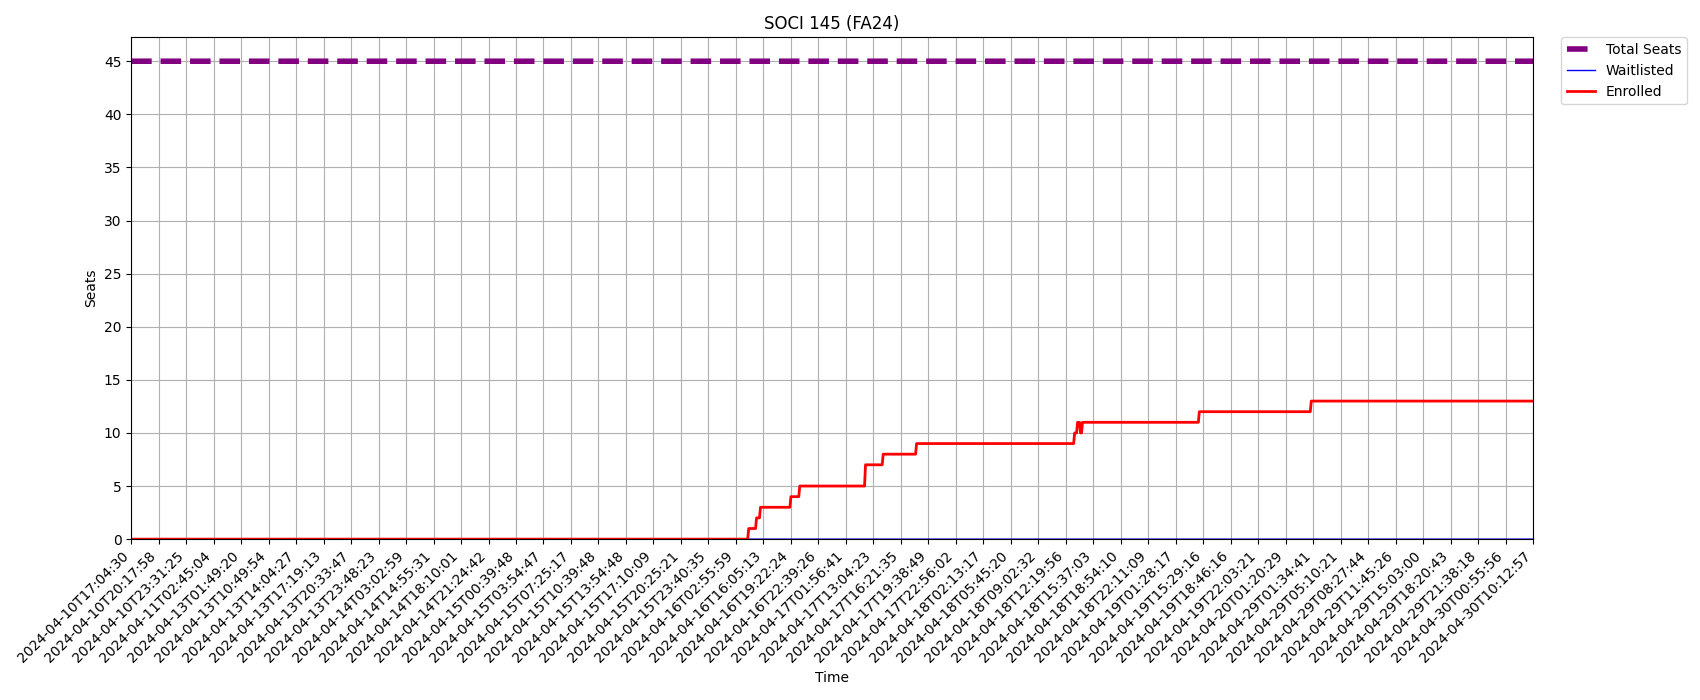 SOCI 145 (FA24)
Total Seats
Waitlisted
Enrolled
45
40
35
30
25
20
15
10
5
0
Seats
2024-04-10T17:04:30
2024-04-10T20:17:58
2024-04-10T23:31:25
2024-04-11T02:45:04
2024-04-13T01:49:20
2024-04-13T10:49:54
2024-04-13T14:04:27
2024-04-13T17:19:13
2024-04-13T20:33:47
2024-04-13T23:48:23
2024-04-14T03:02:59
2024-04-14T14:55:31
2024-04-14T18:10:01
2024-04-14T21:24:42
2024-04-15T00:39:48
2024-04-15T03:54:47
2024-04-15T07:25:17
2024-04-15T10:39:48
2024-04-15T13:54:48
2024-04-15T17:10:09
2024-04-15T20:25:21
2024-04-15T23:40:35
2024-04-16T02:55:59
2024-04-16T16:05:13
2024-04-16T19:22:24
2024-04-16T22:39:26
2024-04-17T01:56:41
2024-04-17T13:04:23
2024-04-17T16:21:35
2024-04-17T19:38:49
2024-04-17T22:56:02
2024-04-18T02:13:17
2024-04-18T05:45:20
2024-04-18T09:02:32
2024-04-18T12:19:56
2024-04-18T15:37:03
2024-04-18T18:54:10
2024-04-18T22:11:09
2024-04-19T01:28:17
2024-04-19T15:29:16
2024-04-19T18:46:16
2024-04-19T22:03:21
2024-04-20T01:20:29
2024-04-29T01:34:41
2024-04-29T05:10:21
2024-04-29T08:27:44
2024-04-29T11:45:26
2024-04-29T15:03:00
2024-04-29T18:20:43
2024-04-29T21:38:18
2024-04-30T00:55:56
2024-04-30T10:12:57
Time